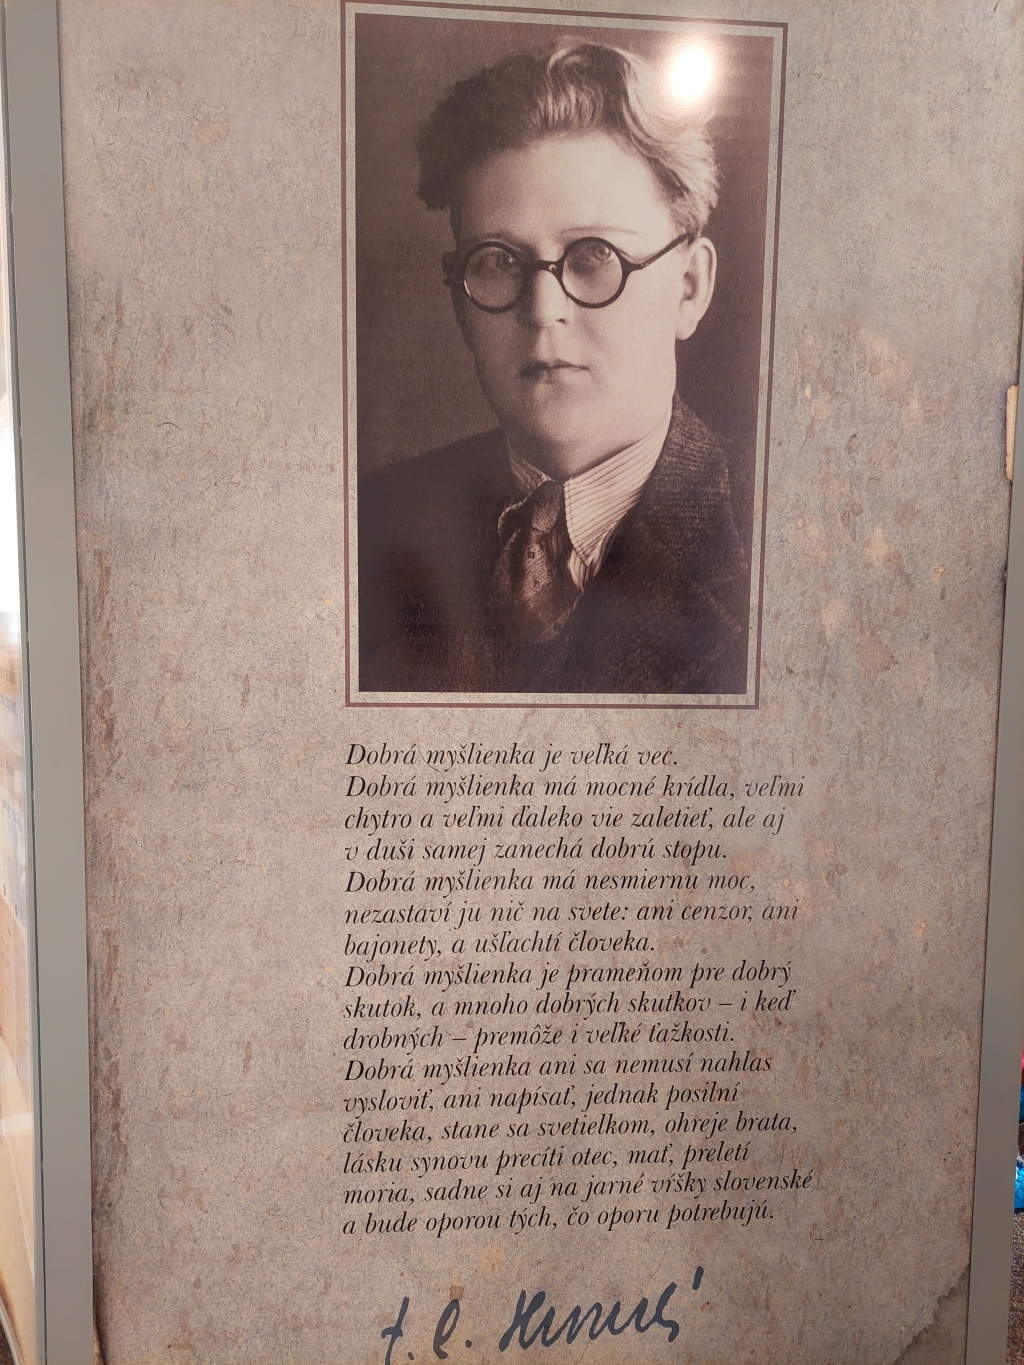 Dobrá myšlienka je veľká vec.
Dobrá myšlienka má mocné krídla, veľmi
chytro a veľmi ďaleko vie zaletieť, ale aj
v duši samej zanechá dobrú stopu.
Dobrá myšlienka má nesmiernu moc,
nezastaví ju nič na svete: ani cenzor, ani
bajonety, a ušľachtí človeka.
Dobrá myšlienka je prameňom pre dobrý
skutok, a mnoho dobrých skutkov – i keď
drobných – premôže i veľké ťažkosti.
Dobrá myšlienka ani sa nemusí nahlas
vysloviť, ani napísať, jednak posilní
človeka, stane sa svetielkom, ohreje brata,
lásku synovu precíti otec, mať, preletí
moria, sadne si aj na jarné vŕšky slovenské
a bude oporou tých, čo oporu potrebujú.